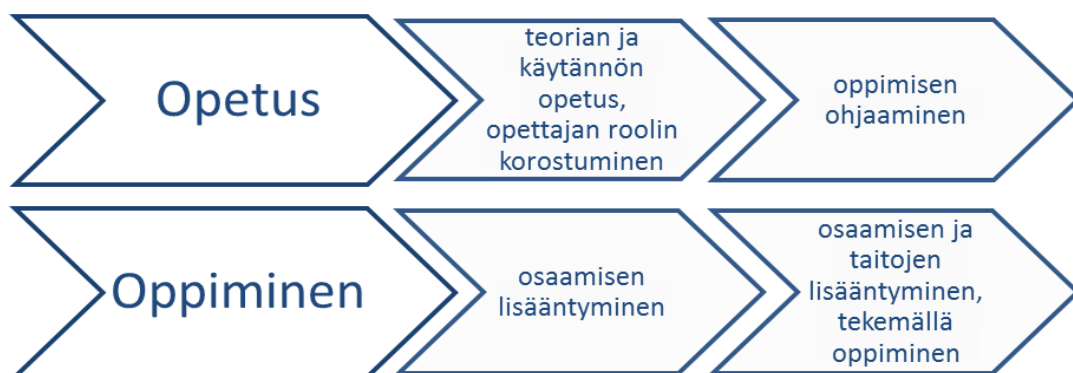 Opetus
teorian ja
käytännön
opetus,
opettajan roolin
korostuminen
oppimisen
ohjaaminen
Oppiminen
osaamisen
lisääntyminen
osaamisen ja
taitojen
lisääntyminen,
tekemällä
oppiminen